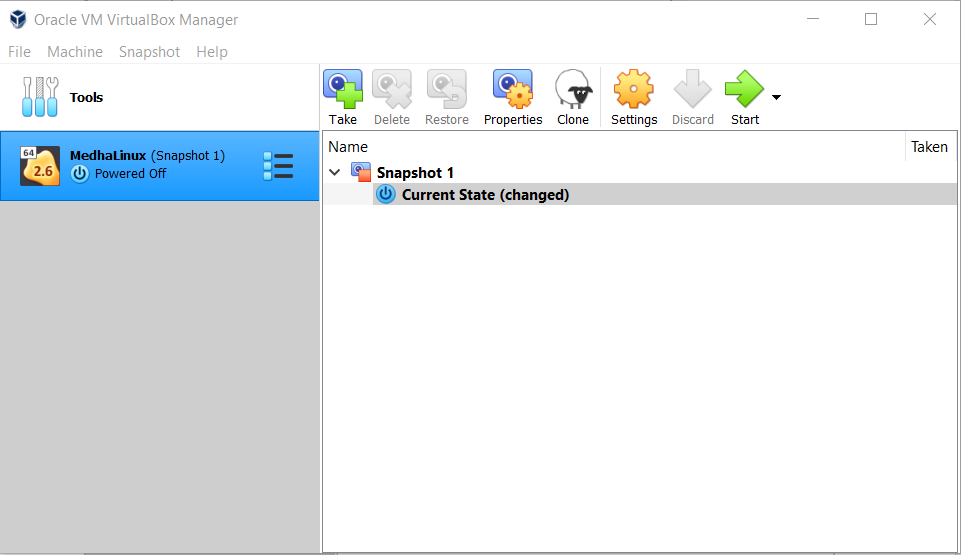 Oracle VM VirtualBox Manager
File Machine Snapshot Help
Tools
64
2.6
MedhaLinux (Snapshot 1)
Powered Off
Take Delete Restore Properties Clone Settings Discard Start
Name Taken
Snapshot 1
Current State (changed)